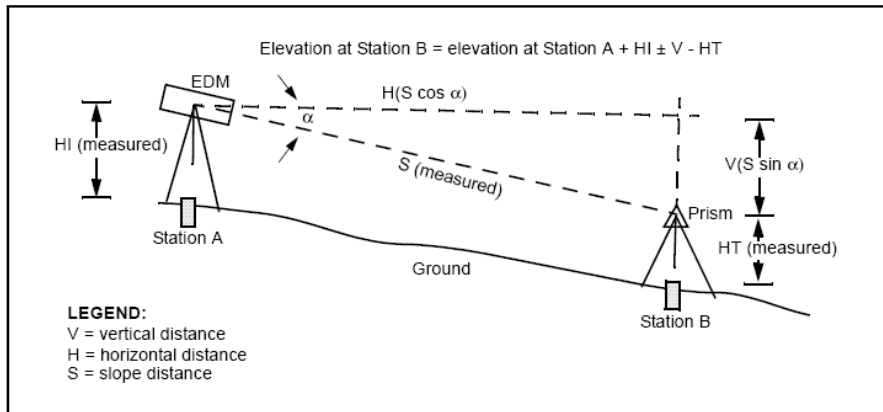 Elevation at Station B = elevation at Station A + HI ± V - HT
EDM
H(S cos α)
α
HI (measured)
S (measured)
V(S sin α)
Prism
HT (measured)
Station A
Ground
Station B
LEGEND:
V = vertical distance
H = horizontal distance
S = slope distance